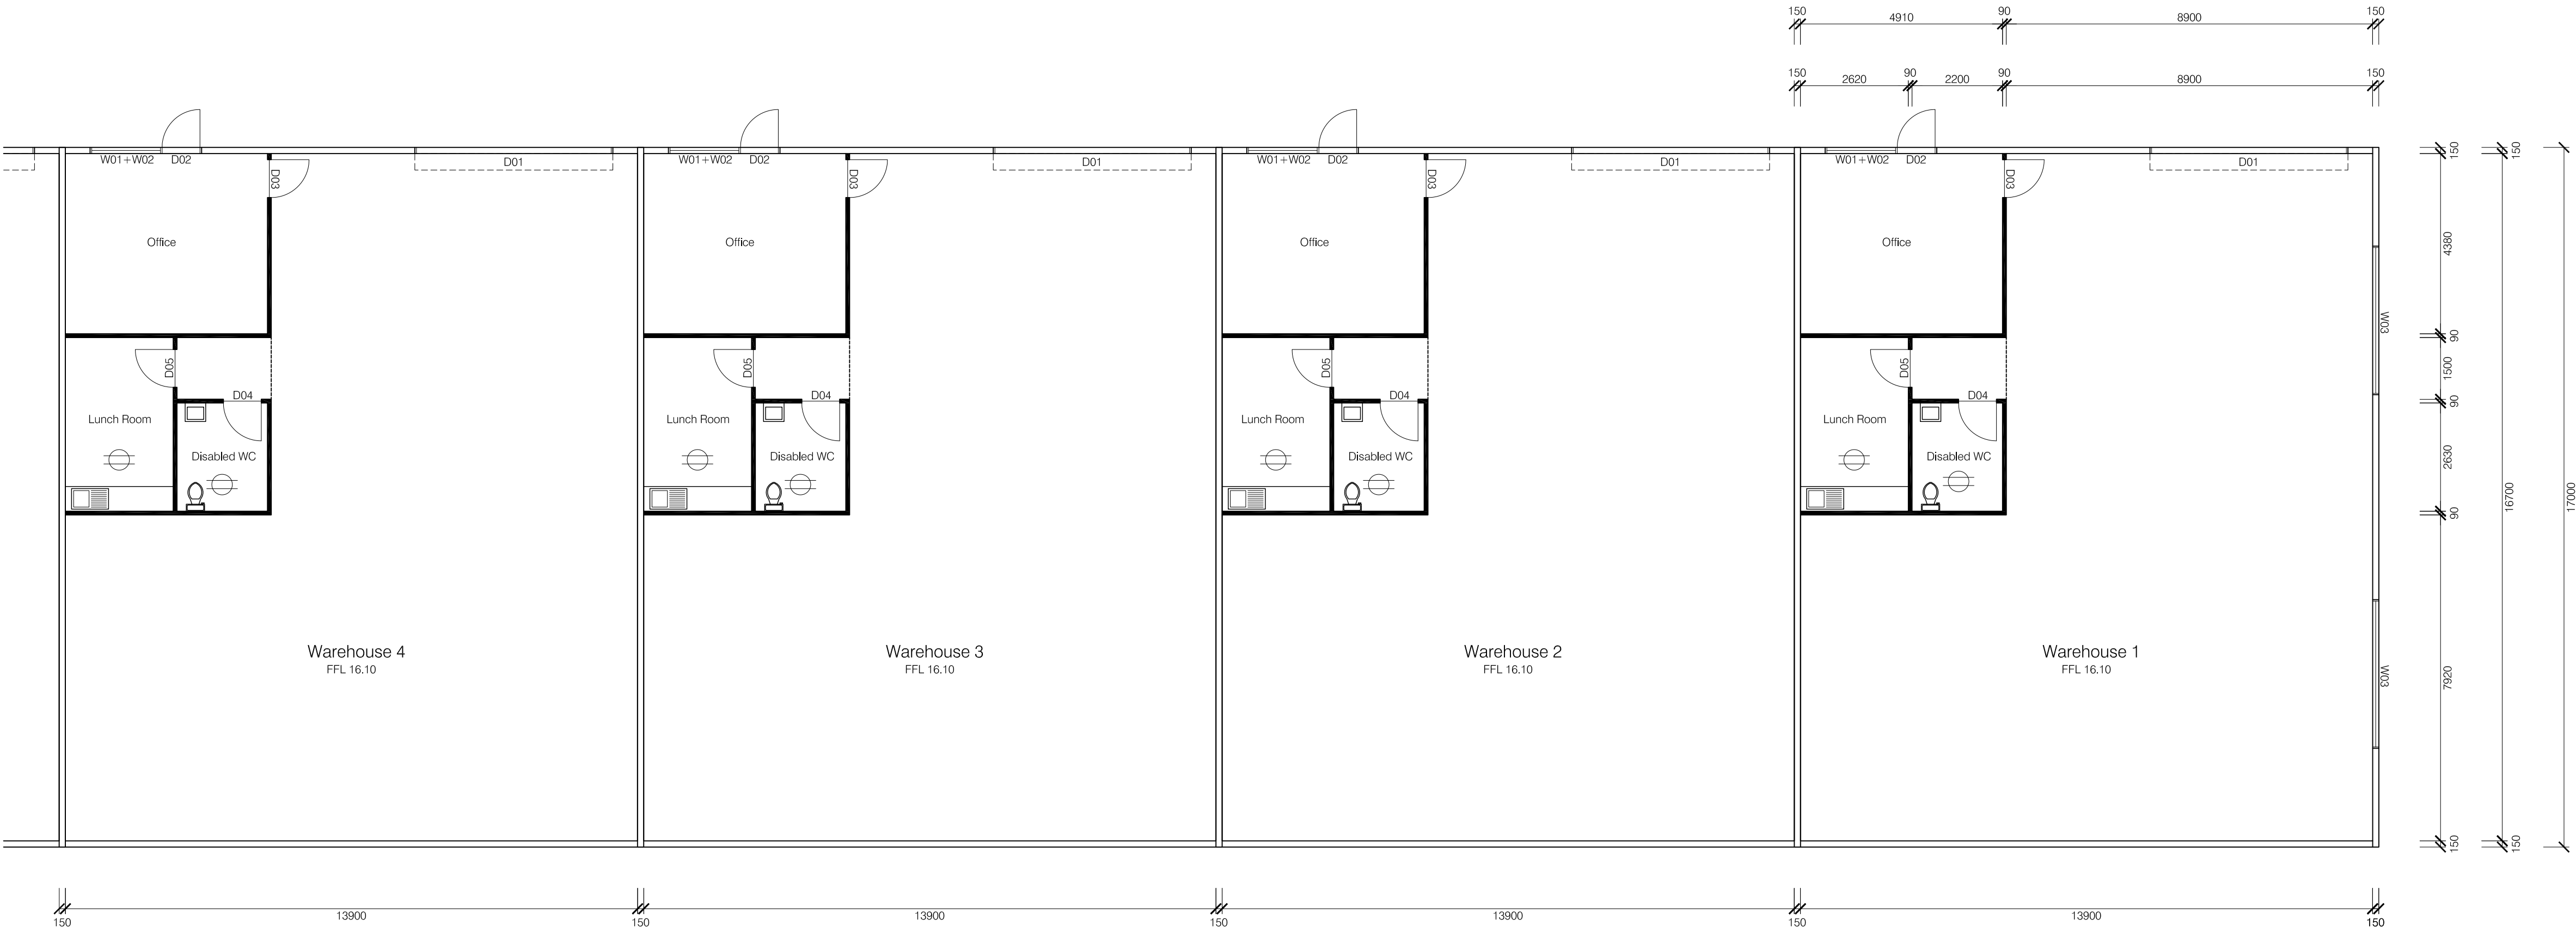 150 4910 90 8900 150
150 2620 90 2200 90 8900 150
W01+W02 D02 D01 W01+W02 D02 D01 W01+W02 D02 D01 W01+W02 D02 D01
D03 D03 D03 D03
150 150
Office Office Office Office
4380
W03
90
D05 D05 D05 D05
1500
D04 D04 D04 D04
90
Lunch Room Lunch Room Lunch Room Lunch Room
Disabled WC Disabled WC Disabled WC Disabled WC
2630
16700
17000
90
Warehouse 4 Warehouse 3 Warehouse 2 Warehouse 1
FFL 16.10 FFL 16.10 FFL 16.10 FFL 16.10
W03
7920
150 150
13900 13900 13900 13900
150 150 150 150 150